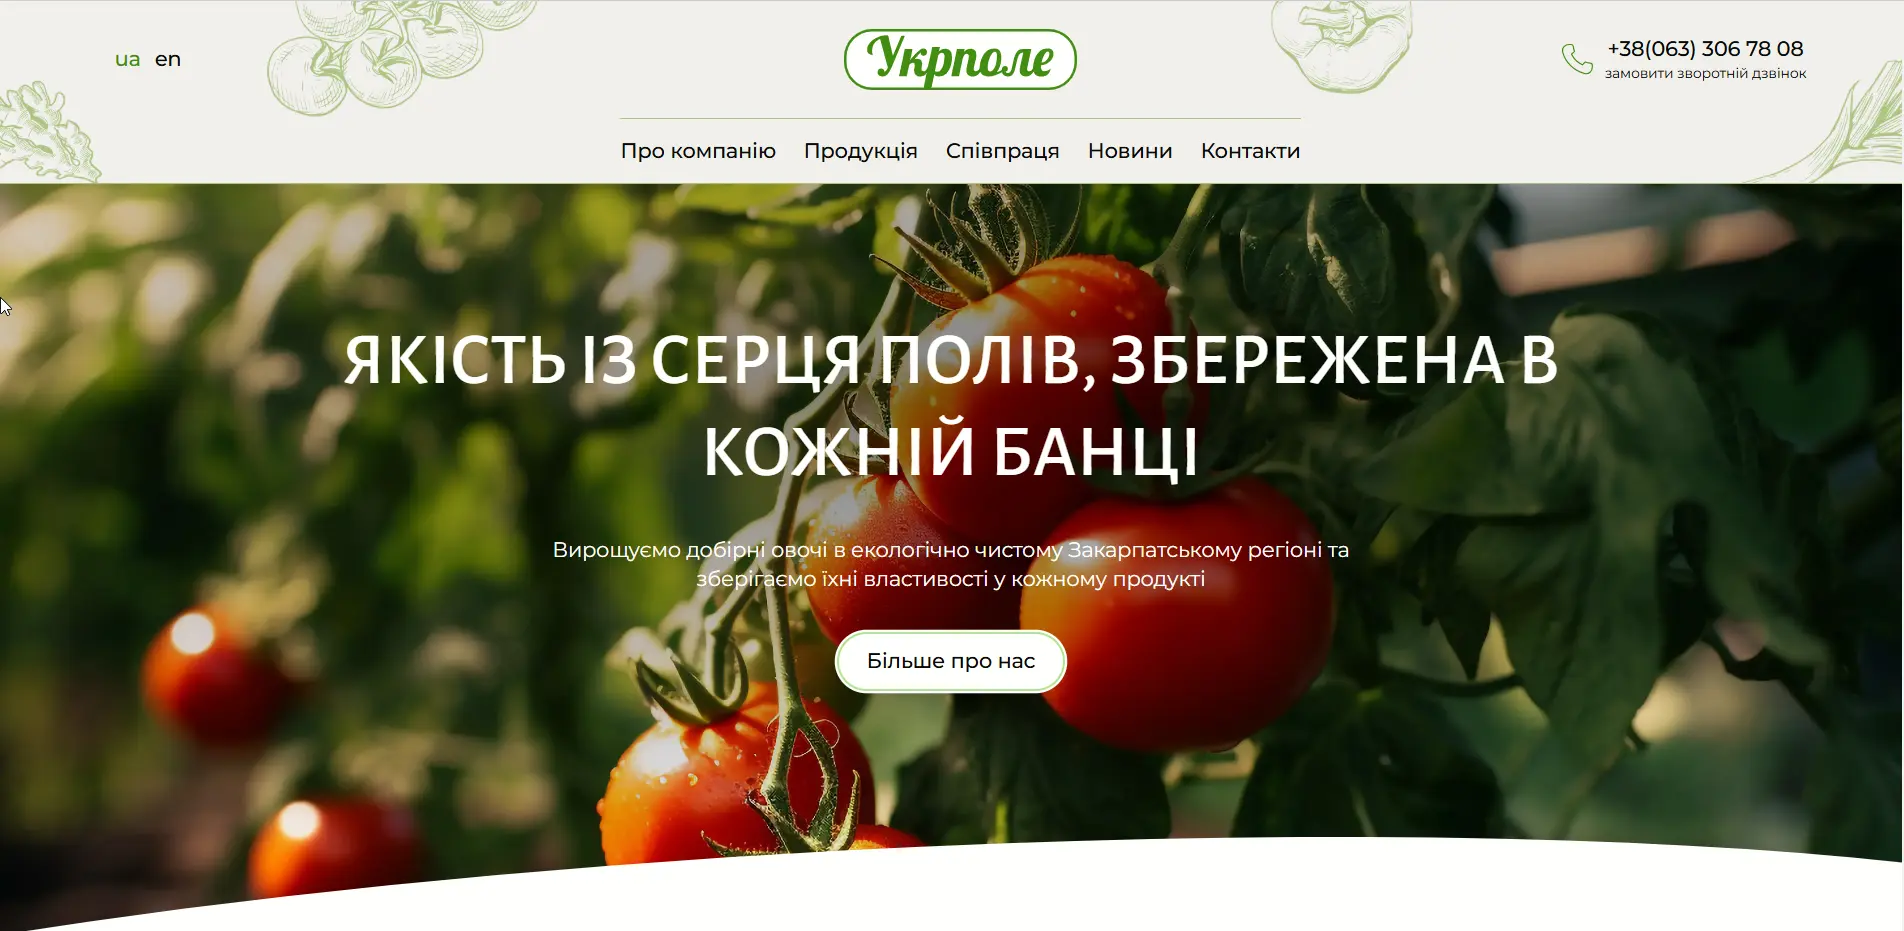 ua en
Укрполе
+38(063) 306 78 08
замовити зворотній дзвінок
Про компанію Продукція Співпраця Новини Контакти
ЯКІСТЬ ІЗ СЕРЦЯ ПОЛІВ, ЗБЕРЕЖЕНА В
КОЖНІЙ БАНЦІ
Вирощуємо добірні овочі в екологічно чистому Закарпатському регіоні та
зберігаємо їхні властивості у кожному продукті
Більше про нас